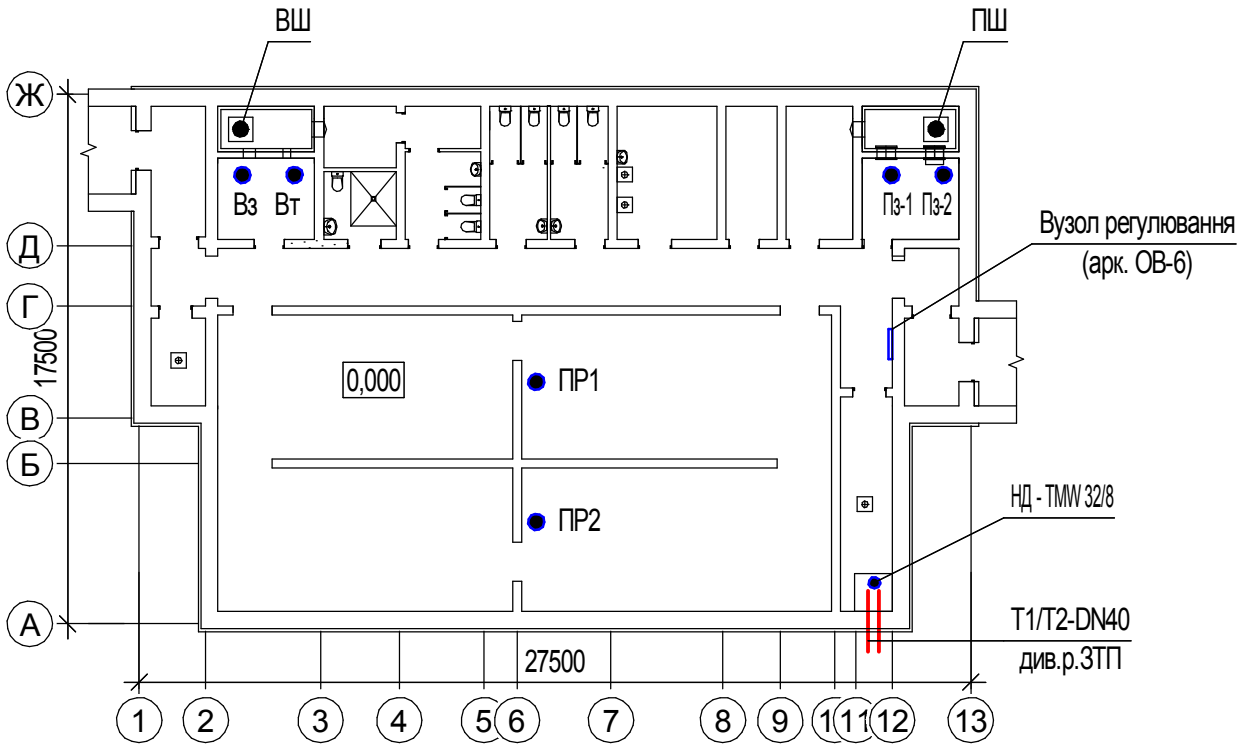 ВШ
ПШ
Ж
Вз
Вт
Пз-1
Пз-2
Вузол регулювання
(арк. ОВ-6)
Д
Г
17500
0,000
ПР1
В
Б
НД - TMW 32/8
ПР2
А
Т1/Т2-DN40
див.р.ЗТП
27500
1
2
3
4
5
6
7
8
9
11
12
13